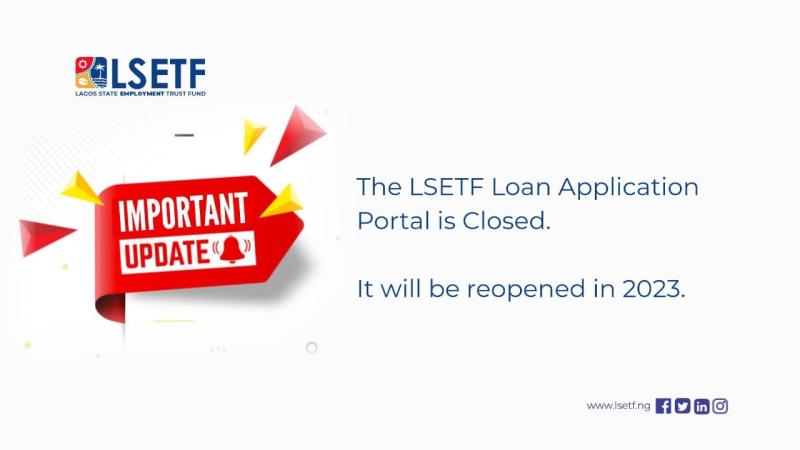 LSETF
LAGOS STATE EMPLOYMENT TRUST FUND
IMPORTANT
UPDATE
The LSETF Loan Application
Portal is Closed.
It will be reopened in 2023.
www.lsetf.ng